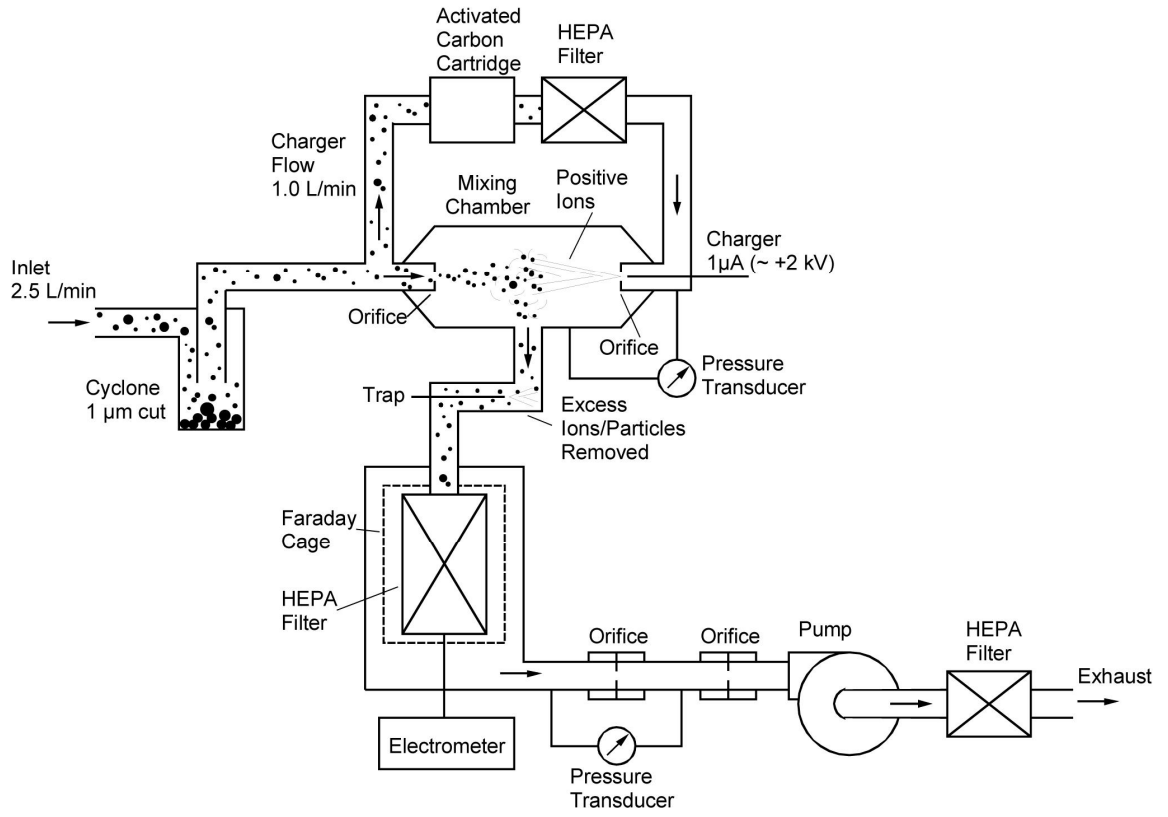 Activated
Carbon
Cartridge
HEPA
Filter
Charger
Flow
1.0 L/min
Mixing
Chamber
Positive
Ions
Charger
1µA (~ +2 kV)
Inlet
2.5 L/min
Orifice
Orifice
Pressure
Transducer
Cyclone
1 µm cut
Trap
Excess
Ions/Particles
Removed
Faraday
Cage
HEPA
Filter
Orifice
Orifice
Pump
HEPA
Filter
Exhaust
Electrometer
Pressure
Transducer